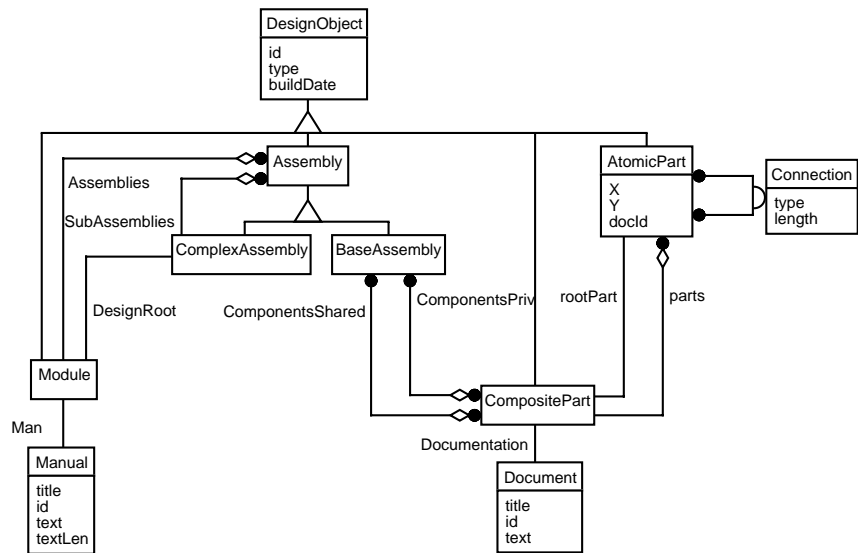 DesignObject
id
type
buildDate
Assembly
AtomicPart
X
Y
docId
Connection
type
length
Assemblies
SubAssemblies
ComplexAssembly
BaseAssembly
DesignRoot
ComponentsShared
ComponentsPriv
rootPart
parts
Module
CompositePart
Man
Documentation
Manual
title
id
text
textLen
Document
title
id
text